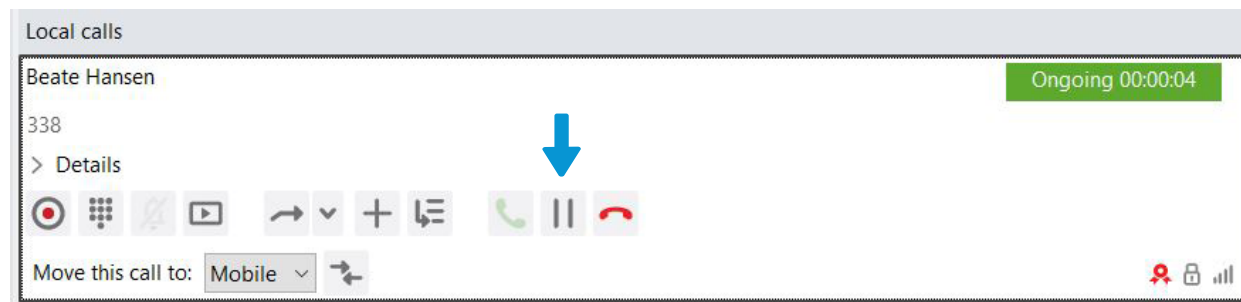 Local calls
Beate Hansen
Ongoing 00:00:04
338
Details
Move this call to: Mobile